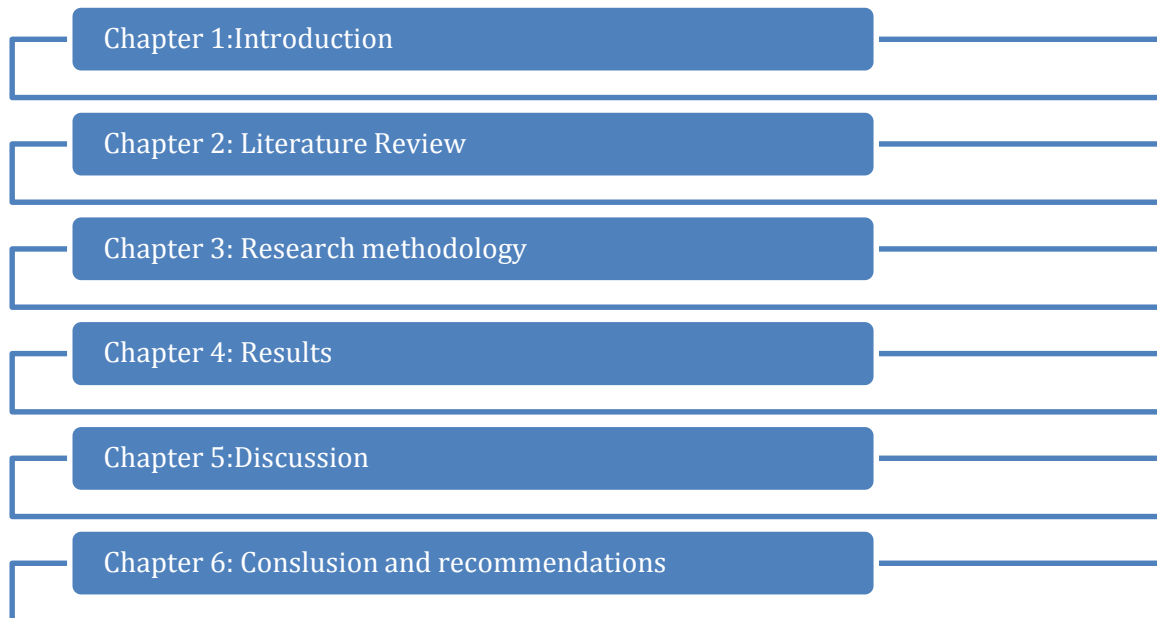 Chapter 1:Introduction
Chapter 2: Literature Review
Chapter 3: Research methodology
Chapter 4: Results
Chapter 5:Discussion
Chapter 6: Conslusion and recommendations